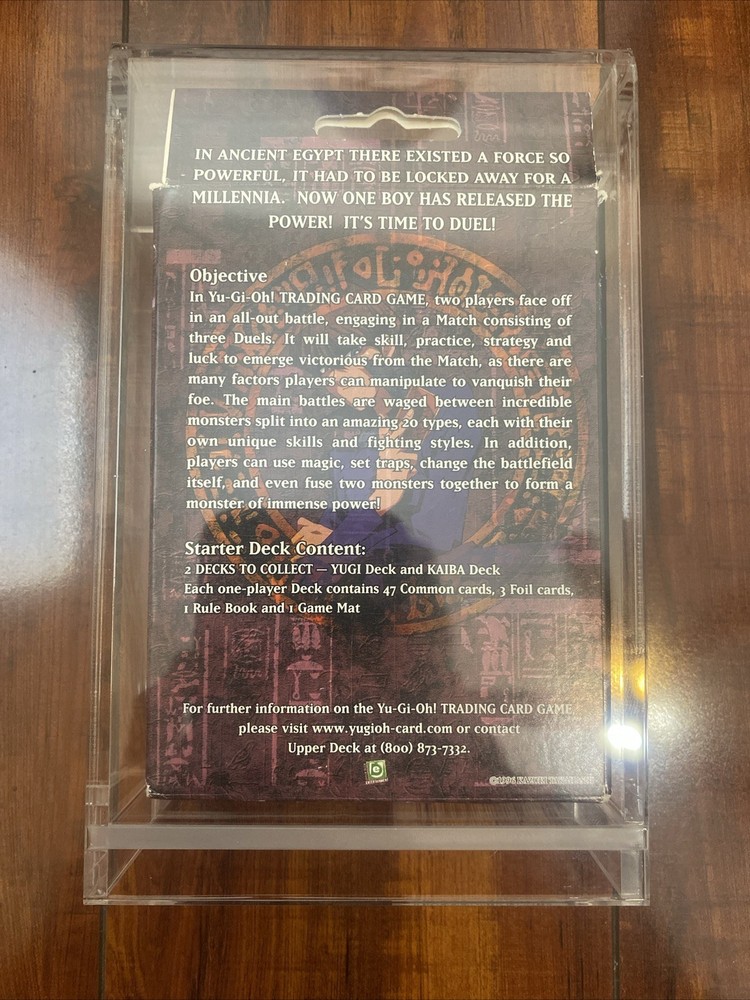 IN ANCIENT EGYPT THERE EXISTED A FORCE SO
POWERFUL, IT HAD TO BE LOCKED AWAY FOR A
MILLENNIA. NOW ONE BOY HAS RELEASED THE
POWER! IT'S TIME TO DUEL!
Objective
In Yu-Gi-Oh! TRADING CARD GAME, two players face off
in an all-out battle, engaging in a Match consisting of
three Duels. It will take skill, practice, strategy and
luck to emerge victorious from the Match, as there are
many factors players can manipulate to vanquish their
foe. The main battles are waged between incredible
monsters split into an amazing 20 types, each with their
own unique skills and fighting styles. In addition,
players can use magic, set traps, change the battlefield
itself, and even fuse two monsters together to form a
monster of immense power!
Starter Deck Content:
2 DECKS TO COLLECT — YUGI Deck and KAIBA Deck
Each one-player Deck contains 47 Common cards, 3 Foil cards,
1 Rule Book and 1 Game Mat
For further information on the Yu-Gi-Oh! TRADING CARD GAME,
please visit www.yugioh-card.com or contact
Upper Deck at (800) 873-7332.
©1996 KAZUKI TAKAHASHI